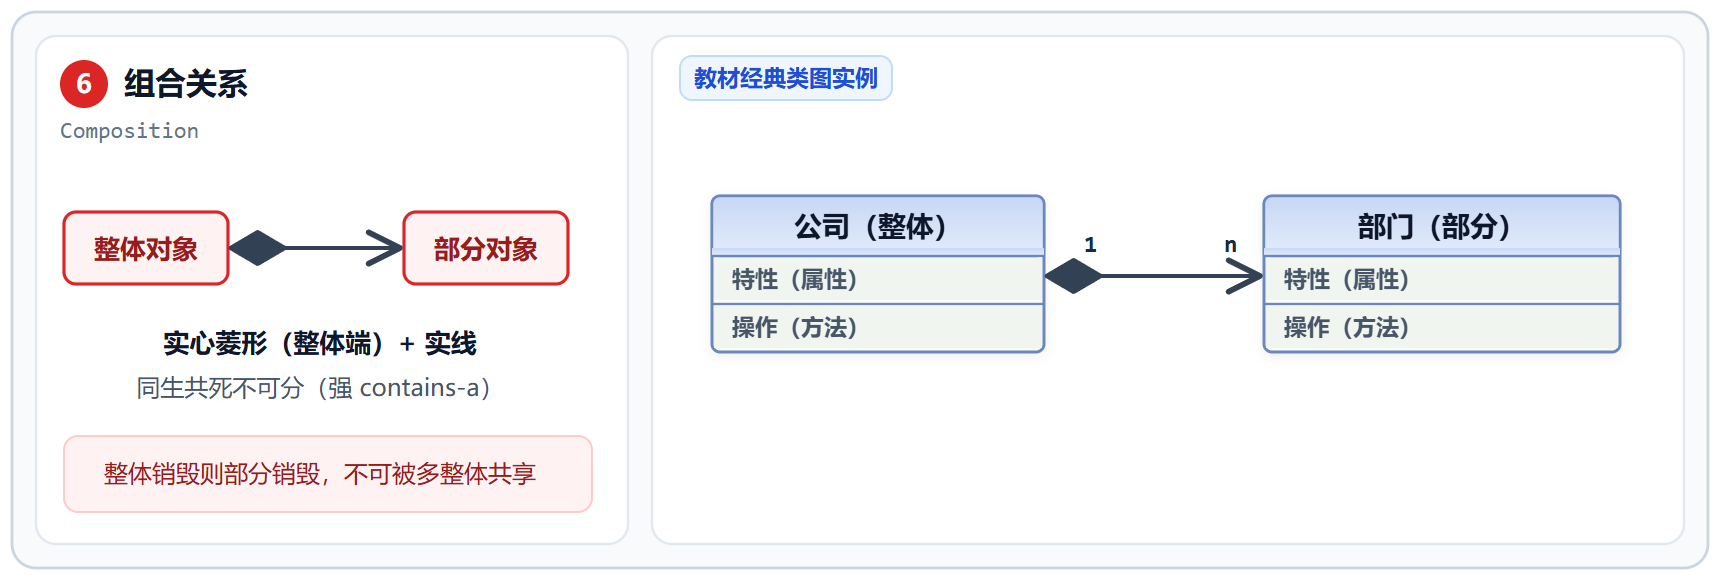 6 组合关系
Composition
整体对象
部分对象
实心菱形（整体端）+ 实线
同生共死不可分（强 contains-a）
整体销毁则部分销毁，不可被多整体共享
教材经典类图实例
公司（整体）
特性（属性）
操作（方法）
1
n
部门（部分）
特性（属性）
操作（方法）